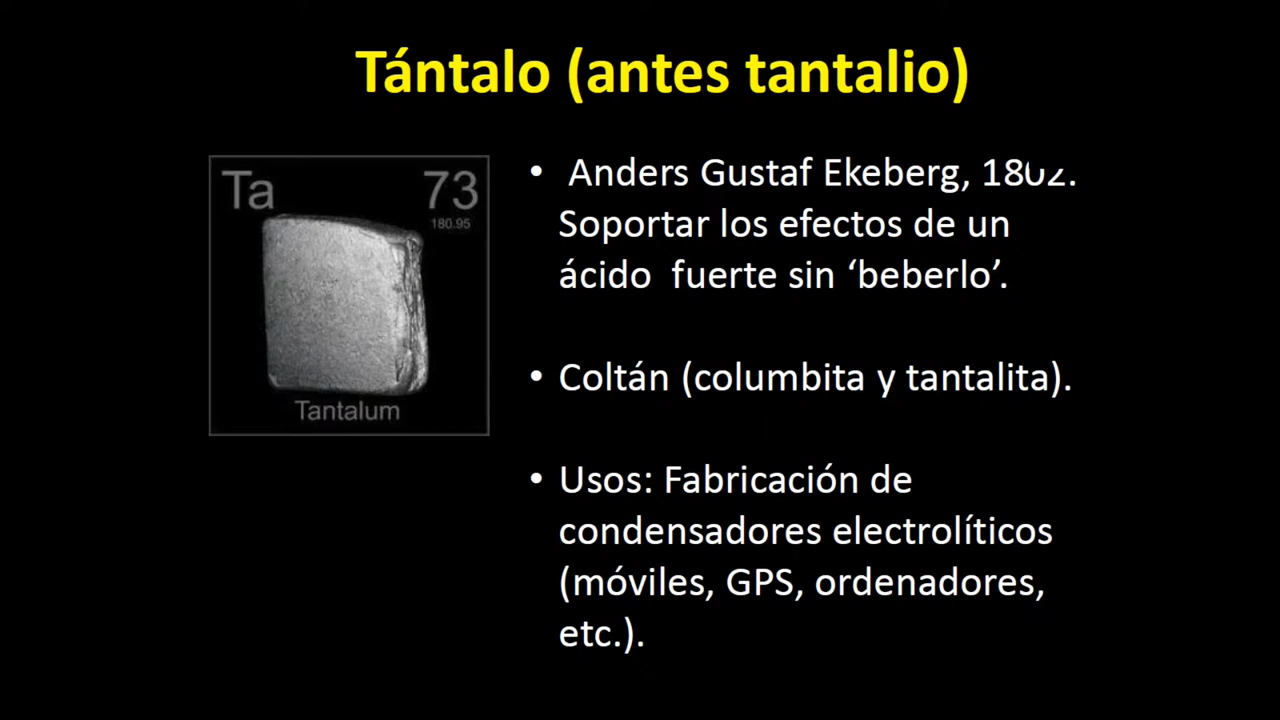 Tántalo (antes tantalio)
Ta 73
180.95
Tantalum
• Anders Gustaf Ekeberg, 1802.
Soportar los efectos de un
ácido fuerte sin ‘beberlo’.
• Coltán (columbita y tantalita).
• Usos: Fabricación de
condensadores electrolíticos
(móviles, GPS, ordenadores,
etc.).